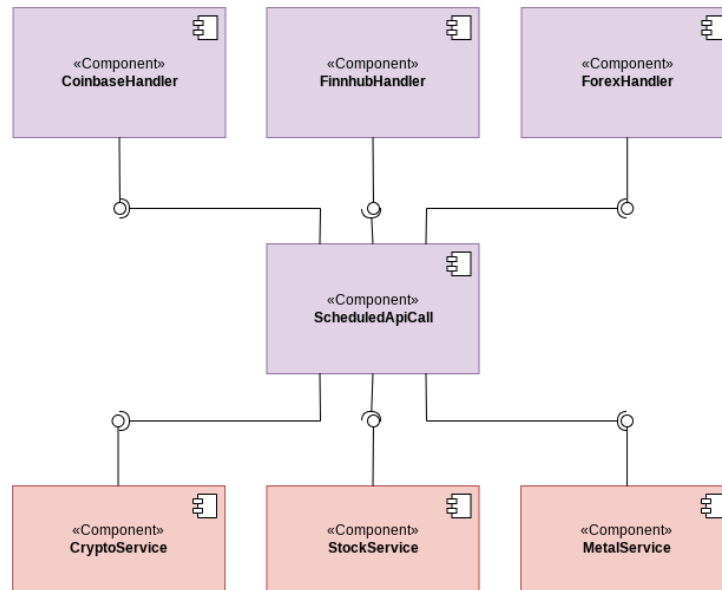 «Component»
CoinbaseHandler
«Component»
FinnhubHandler
«Component»
ForexHandler
«Component»
ScheduledApiCall
«Component»
CryptoService
«Component»
StockService
«Component»
MetalService